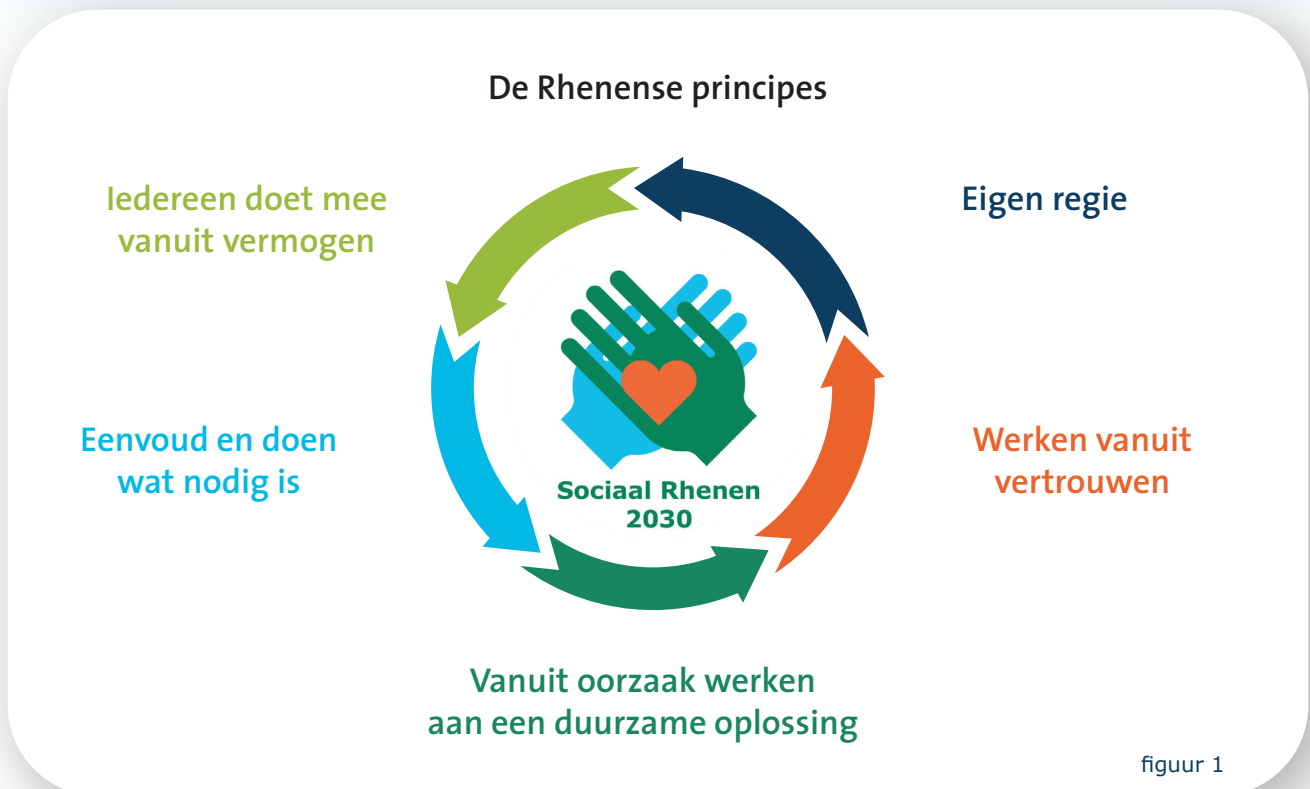 De Rhenense principes
Iedereen doet mee
vanuit vermogen
Eigen regie
Eenvoud en doen
wat nodig is
Werken vanuit
vertrouwen
Sociaal Rhenen
2030
Vanuit oorzaak werken
aan een duurzame oplossing
figuur 1